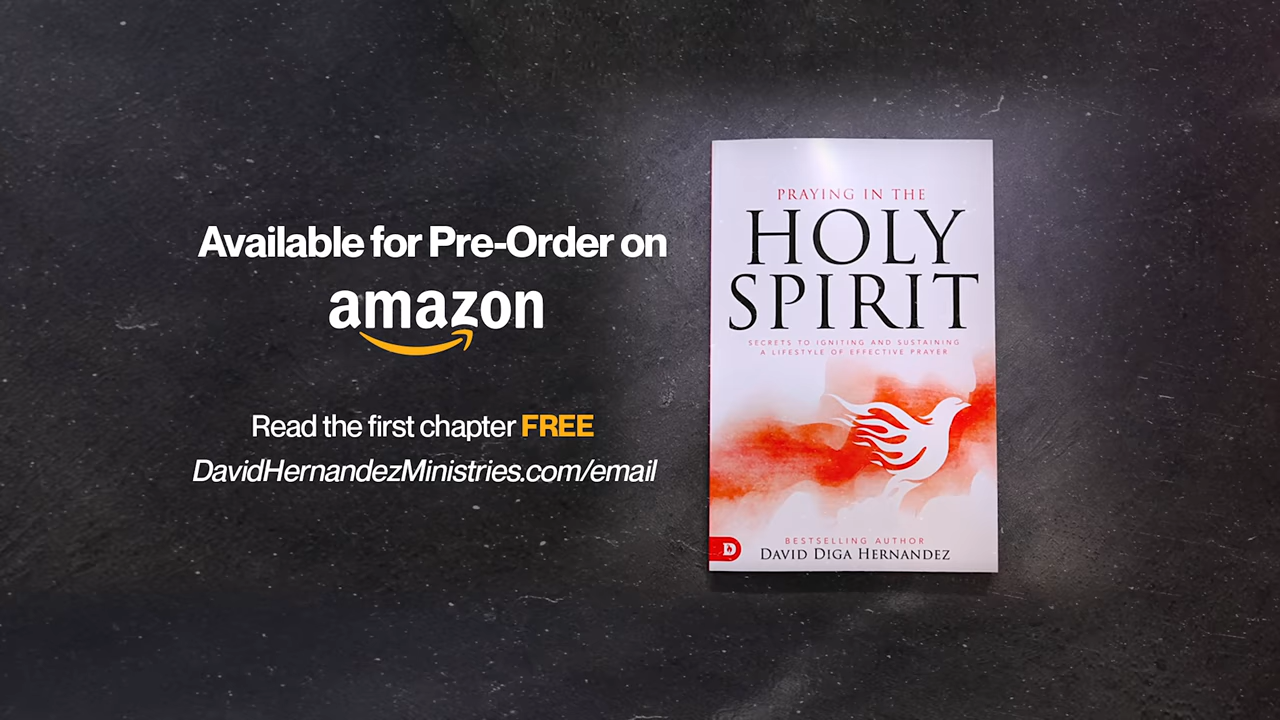 Available for Pre-Order on
amazon
Read the first chapter FREE
DavidHernandezMinistries.com/email
PRAYING IN THE
HOLY
SPIRIT
SECRETS TO IGNITING AND SUSTAINING
A LIFESTYLE OF EFFECTIVE PRAYER
BESTSELLING AUTHOR
DAVID DIGA HERNANDEZ
D